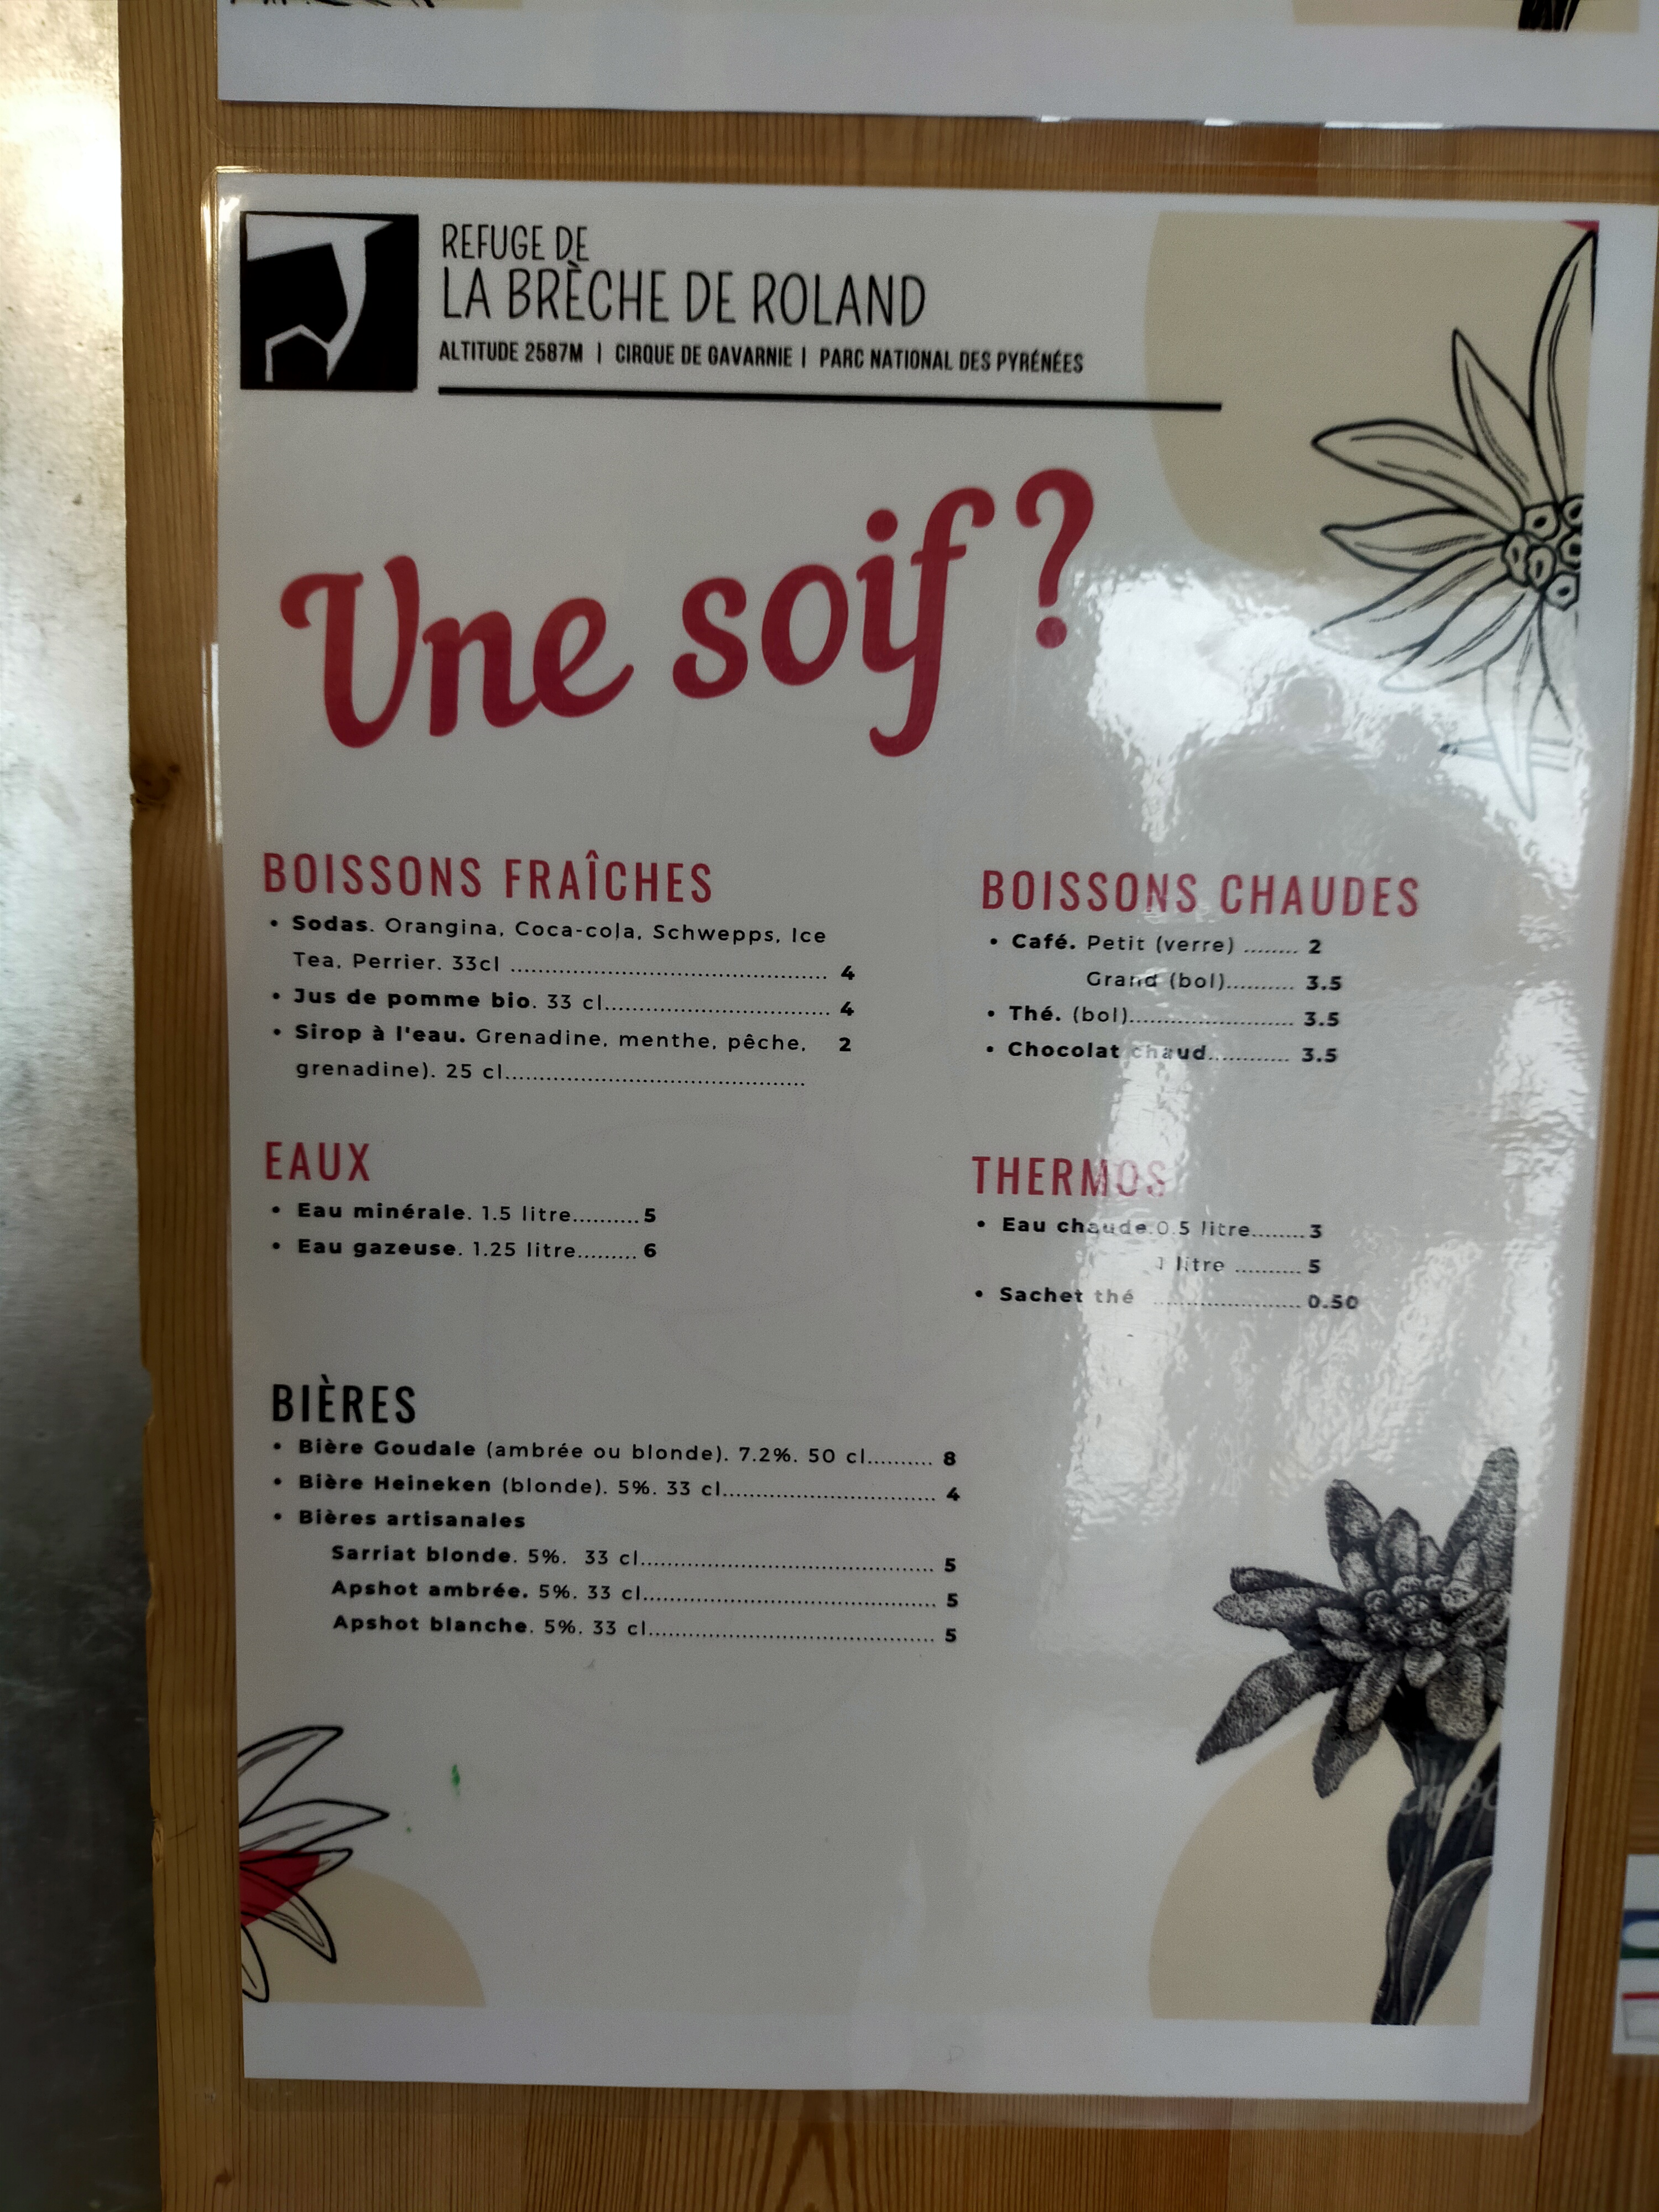 REFUGE DE
LA BRÈCHE DE ROLAND
ALTITUDE 2587M | CIRQUE DE GAVARNIE | PARC NATIONAL DES PYRÉNÉES
Une soif ?
BOISSONS FRAÎCHES
• Sodas. Orangina, Coca-cola, Schwepps, Ice
Tea, Perrier. 33cl ........................................................ 4
• Jus de pomme bio. 33 cl........................................ 4
• Sirop à l'eau. Grenadine, menthe, pêche, 2
grenadine). 25 cl.....................................................
EAUX
• Eau minérale. 1.5 litre..........5
• Eau gazeuse. 1.25 litre......... 6
BOISSONS CHAUDES
• Café. Petit (verre) ........ 2
Grand (bol).......... 3.5
• Thé. (bol)........................ 3.5
• Chocolat chaud............ 3.5
THERMOS
• Eau chaude.0.5 litre........3
1 litre .......... 5
• Sachet thé ......................0.50
BIÈRES
• Bière Goudale (ambrée ou blonde). 7.2%. 50 cl.......... 8
• Bière Heineken (blonde). 5%. 33 cl.................................. 4
• Bières artisanales
Sarriat blonde. 5%. 33 cl.............................................. 5
Apshot ambrée. 5%. 33 cl.............................................. 5
Apshot blanche. 5%. 33 cl............................................. 5